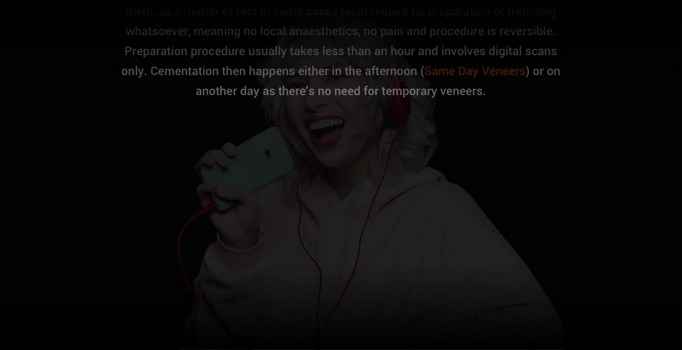 whatsoever, meaning no local anaesthetics, no pain and procedure is reversible.
Preparation procedure usually takes less than an hour and involves digital scans
only. Cementation then happens either in the afternoon (Same Day Veneers) or on
another day as there's no need for temporary veneers.